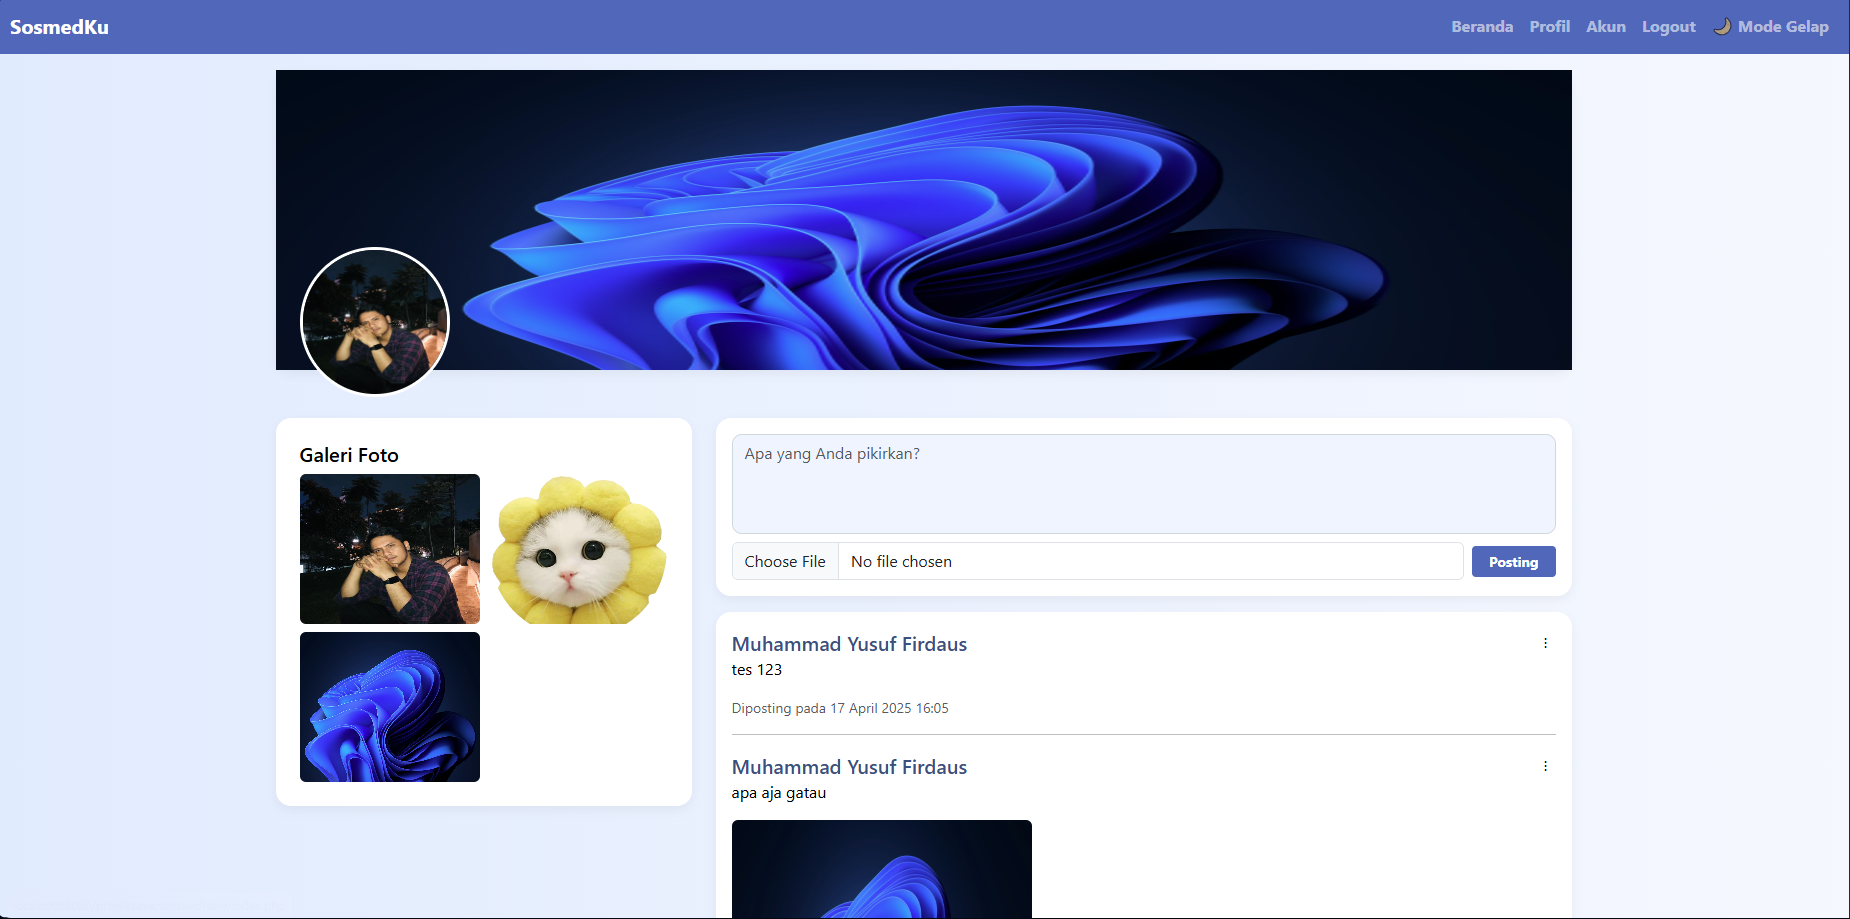 SosmedKu
Beranda Profil Akun Logout 🌙 Mode Gelap
Galeri Foto
Apa yang Anda pikirkan?
Choose File No file chosen
Posting
Muhammad Yusuf Firdaus
tes 123
Diposting pada 17 April 2025 16:05
Muhammad Yusuf Firdaus
apa aja gatau